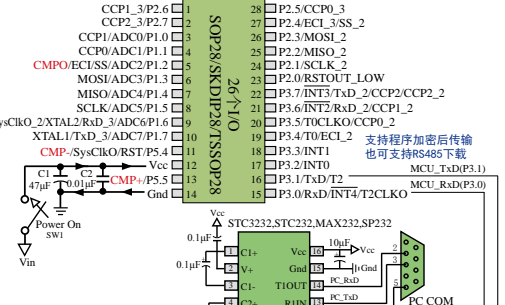 CCP1_3/P2.6 1 28 P2.5/CCP0_3
CCP2_3/P2.7 2 27 P2.4/ECI_3/SS_2
CCP1/ADC0/P1.0 3 26 P2.3/MOSI_2
CCP0/ADC1/P1.1 4 25 P2.2/MISO_2
CMPO/ECI/SS/ADC2/P1.2 5 24 P2.1/SCLK_2
MOSI/ADC3/P1.3 6 23 P2.0/RSTOUT_LOW
MISO/ADC4/P1.4 7 22 P3.7/INT3/TxD_2/CCP2/CCP2_2
SCLK/ADC5/P1.5 8 21 P3.6/INT2/RxD_2/CCP1_2
ysClkO_2/XTAL2/RxD_3/ADC6/P1.6 9 20 P3.5/T0CLKO/CCP0_2
XTAL1/TxD_3/ADC7/P1.7 10 19 P3.4/T0/ECI_2
CMP-/SysClkO/RST/P5.4 11 18 P3.3/INT1
Vcc 12 17 P3.2/INT0
CMP+/P5.5 13 16 P3.1/TxD/T2
Gnd 14 15 P3.0/RxD/INT4/T2CLKO
SOP28/SKDIP28/TSSOP28
26个I/O
支持程序加密后传输
也可支持RS485下载
MCU_TxD(P3.1)
MCU_RxD(P3.0)
C1
47μF
C2
0.01μF
Power On
SW1
Vin
Vcc
STC3232,STC232,MAX232,SP232
0.1μF
0.1μF
1 C1+ Vcc 16
2 V+ Gnd 15
3 C1- T1OUT 14
4 C2+ R1IN 13
10μF
Vcc
Gnd
PC_RxD
PC_TxD
2
3
5
PC COM